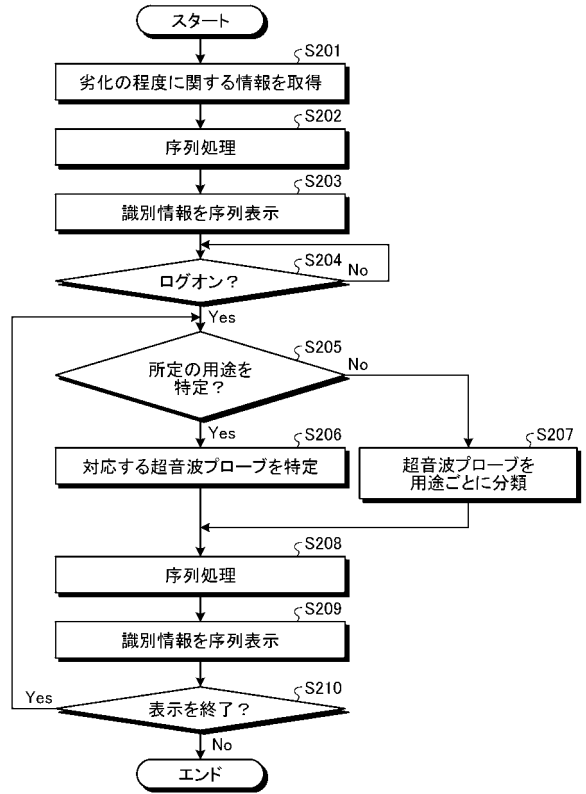 スタート
S201
劣化の程度に関する情報を取得
S202
序列処理
S203
識別情報を序列表示
S204
ログオン？
No
Yes
S205
所定の用途を
特定？
No
Yes
S206
対応する超音波プローブを特定
S207
超音波プローブを
用途ごとに分類
S208
序列処理
S209
識別情報を序列表示
S210
表示を終了？
Yes
No
エンド